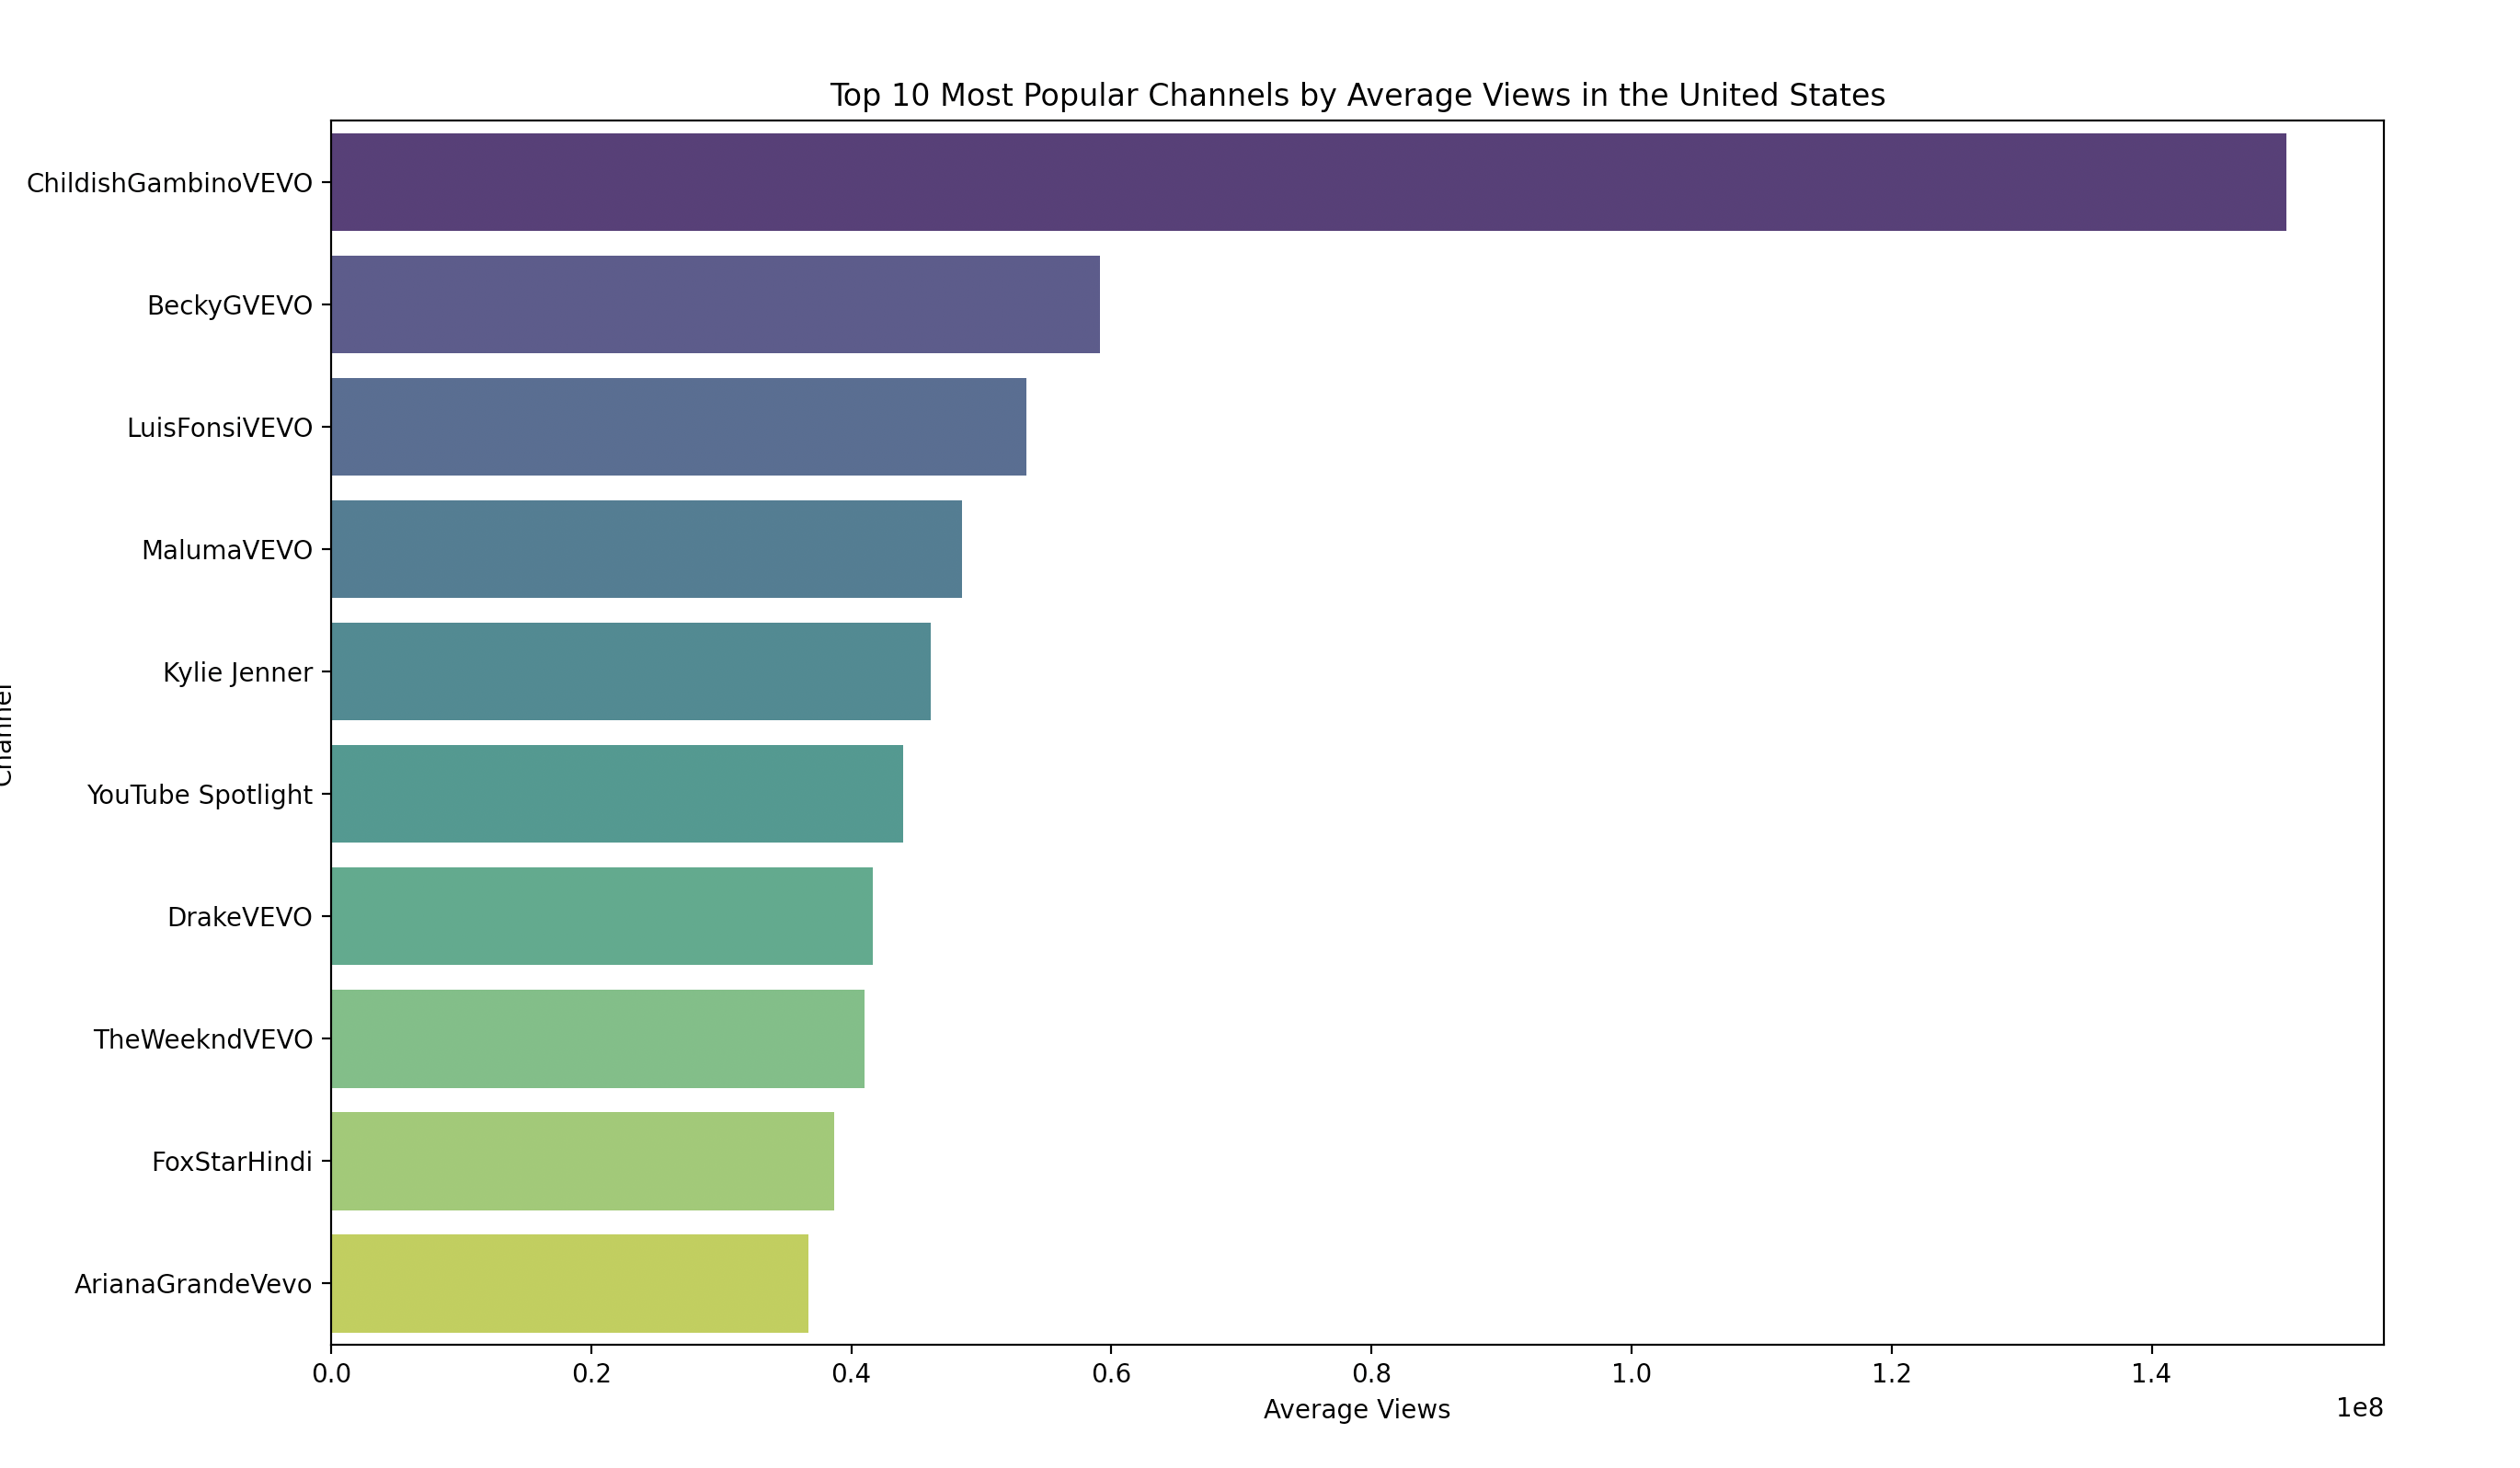 Top 10 Most Popular Channels by Average Views in the United States
ChildishGambinoVEVO
BeckyGVEVO
LuisFonsiVEVO
MalumaVEVO
Kylie Jenner
YouTube Spotlight
DrakeVEVO
TheWeekndVEVO
FoxStarHindi
ArianaGrandeVevo
Channel
0.0 0.2 0.4 0.6 0.8 1.0 1.2 1.4
Average Views
1e8